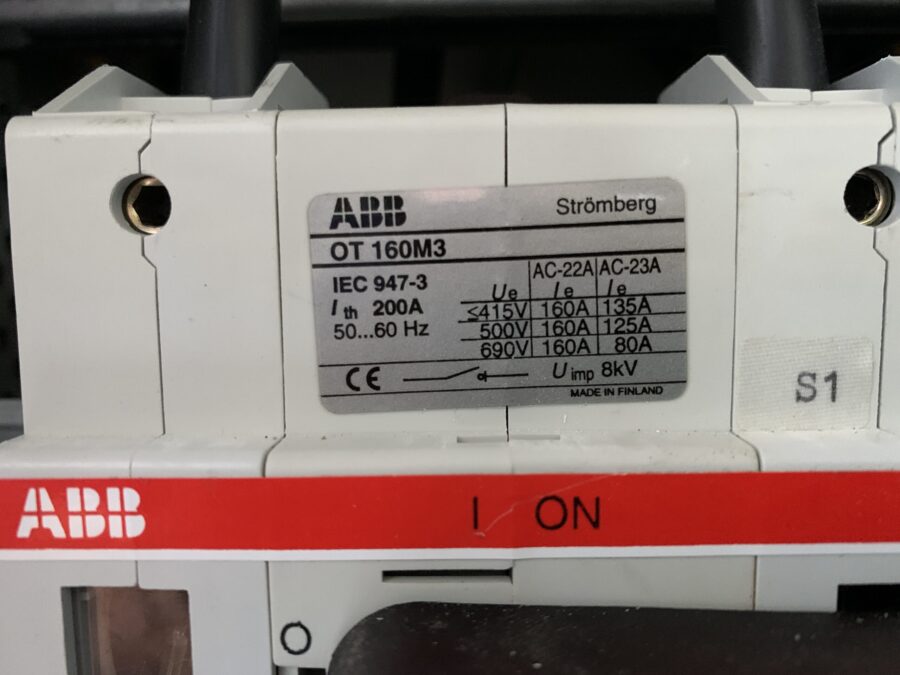 ABB Strömberg
OT 160M3
IEC 947-3
I th 200A
50...60 Hz
AC-22A AC-23A
Ue Ie Ie
≤415V 160A 135A
500V 160A 125A
690V 160A 80A
CE Uimp 8kV
MADE IN FINLAND
S1
ABB I ON
O